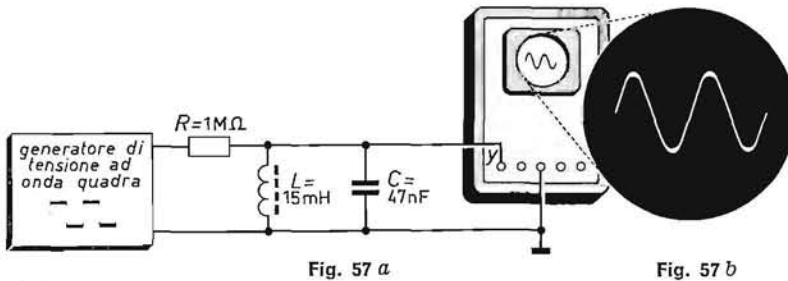 generatore di
tensione ad
onda quadra
R=1MΩ
L=
15mH
C=
47nF
y
Fig. 57 a
Fig. 57 b